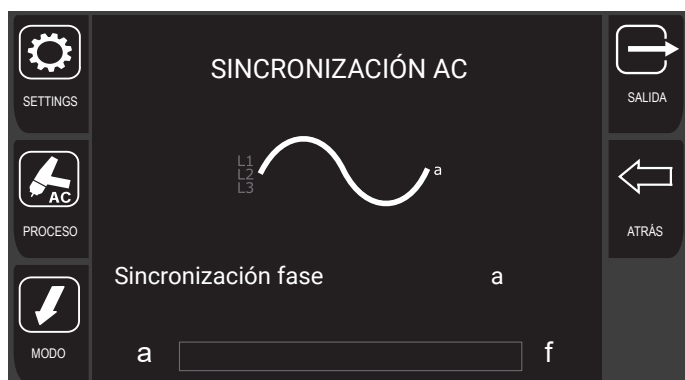 SETTINGS
AC
PROCESO
MODO
SINCRONIZACIÓN AC
L1
L2
L3
a
Sincronización fase a
a f
SALIDA
ATRÁS